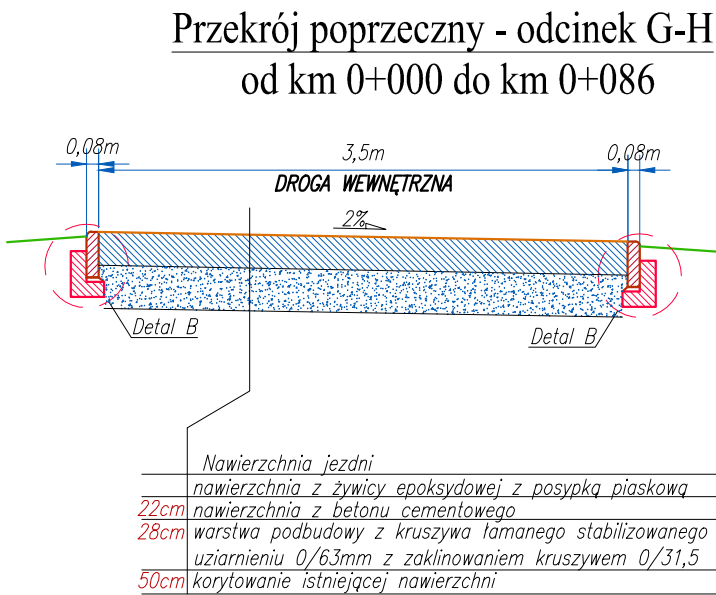 Przekrój poprzeczny - odcinek G-H
od km 0+000 do km 0+086
0,08m 3,5m 0,08m
DROGA WEWNĘTRZNA
2%
Detal B Detal B
Nawierzchnia jezdni
nawierzchnia z żywicy epoksydowej z posypką piaskową
22cm nawierzchnia z betonu cementowego
28cm warstwa podbudowy z kruszywa łamanego stabilizowanego
uziarnieniu 0/63mm z zaklinowaniem kruszywem 0/31,5
50cm korytowanie istniejącej nawierzchni